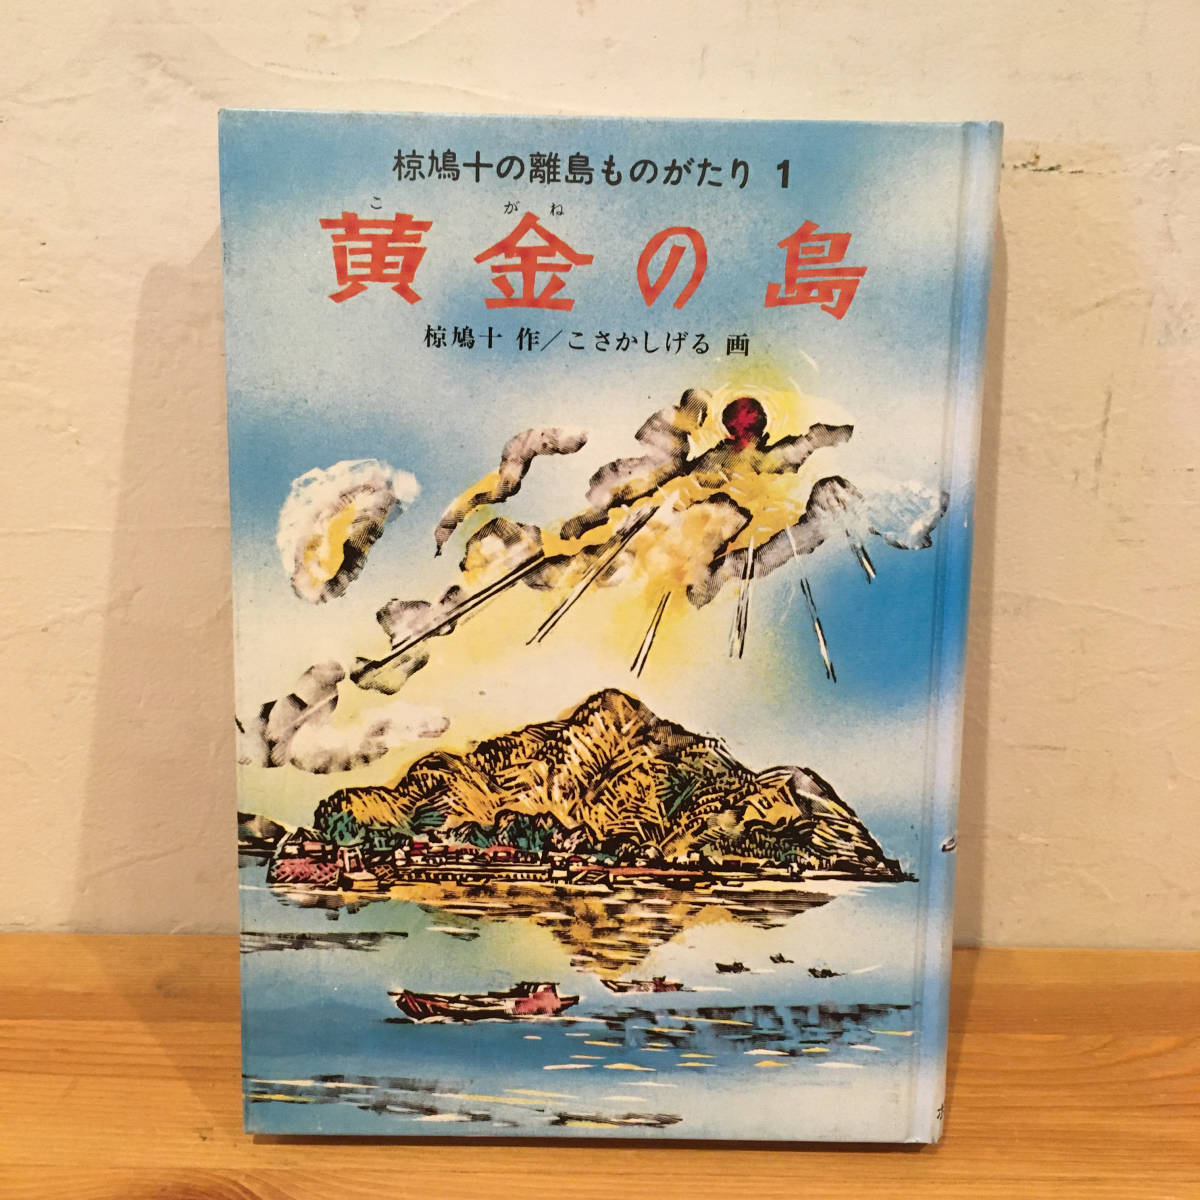 椋鳩十の離島ものがたり 1
こ がね
黄金の島
椋鳩十 作/こさかしげる 画